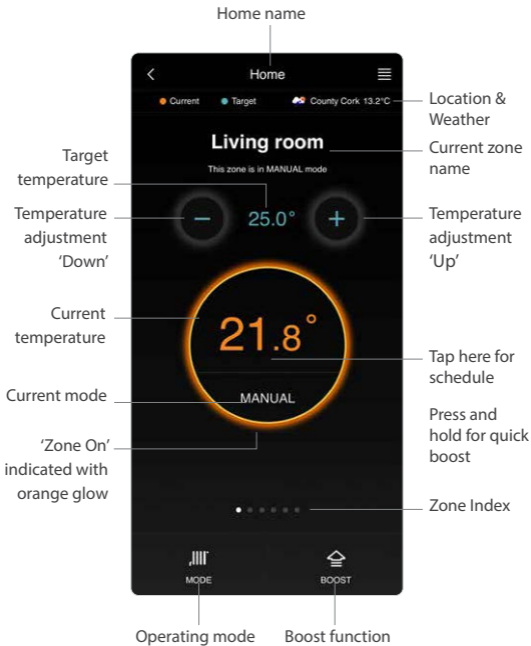 Home name
Home
Current
Target
County Cork 13.2°C
Location &
Weather
Living room
Current zone
name
This zone is in MANUAL mode
Target
temperature
25.0°
−
+
Temperature
adjustment
'Down'
Temperature
adjustment
'Up'
Current
temperature
21.8°
Tap here for
schedule
Current mode
MANUAL
Press and
hold for quick
boost
'Zone On'
indicated with
orange glow
Zone Index
MODE
BOOST
Operating mode
Boost function